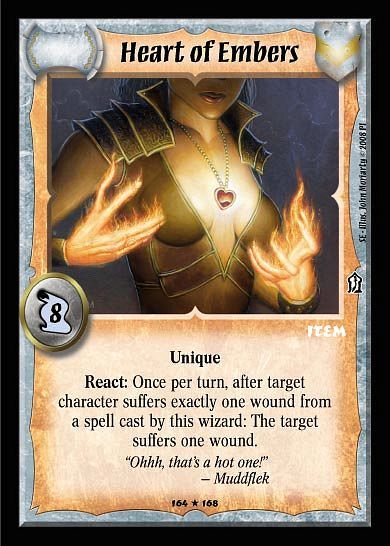 Heart of Embers
SE - Illus. John Moriarty © 2008 PI
8
ITEM
Unique
React: Once per turn, after target
character suffers exactly one wound from
a spell cast by this wizard: The target
suffers one wound.
“Ohhh, that’s a hot one!”
– Muddflek
164 ★ 168